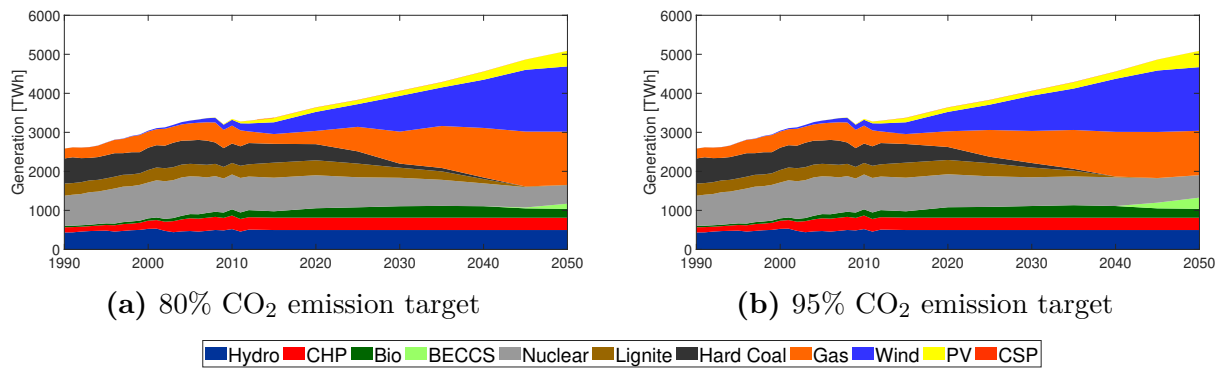 6000
5000
4000
3000
2000
1000
0
Generation [TWh]
1990 2000 2010 2020 2030 2040 2050
(a) 80% CO₂ emission target
6000
5000
4000
3000
2000
1000
0
Generation [TWh]
1990 2000 2010 2020 2030 2040 2050
(b) 95% CO₂ emission target
Hydro CHP Bio BECCS Nuclear Lignite Hard Coal Gas Wind PV CSP